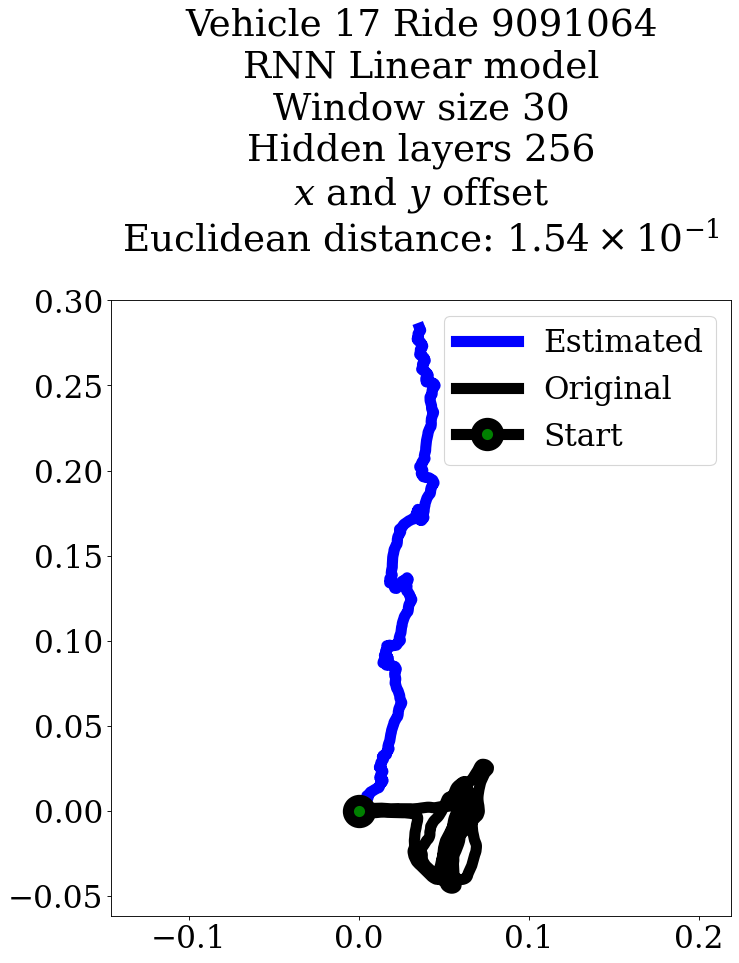 Vehicle 17 Ride 9091064
RNN Linear model
Window size 30
Hidden layers 256
x and y offset
Euclidean distance: 1.54 × 10⁻¹
0.30
0.25
0.20
0.15
0.10
0.05
0.00
−0.05
Estimated
Original
Start
−0.1
0.0
0.1
0.2